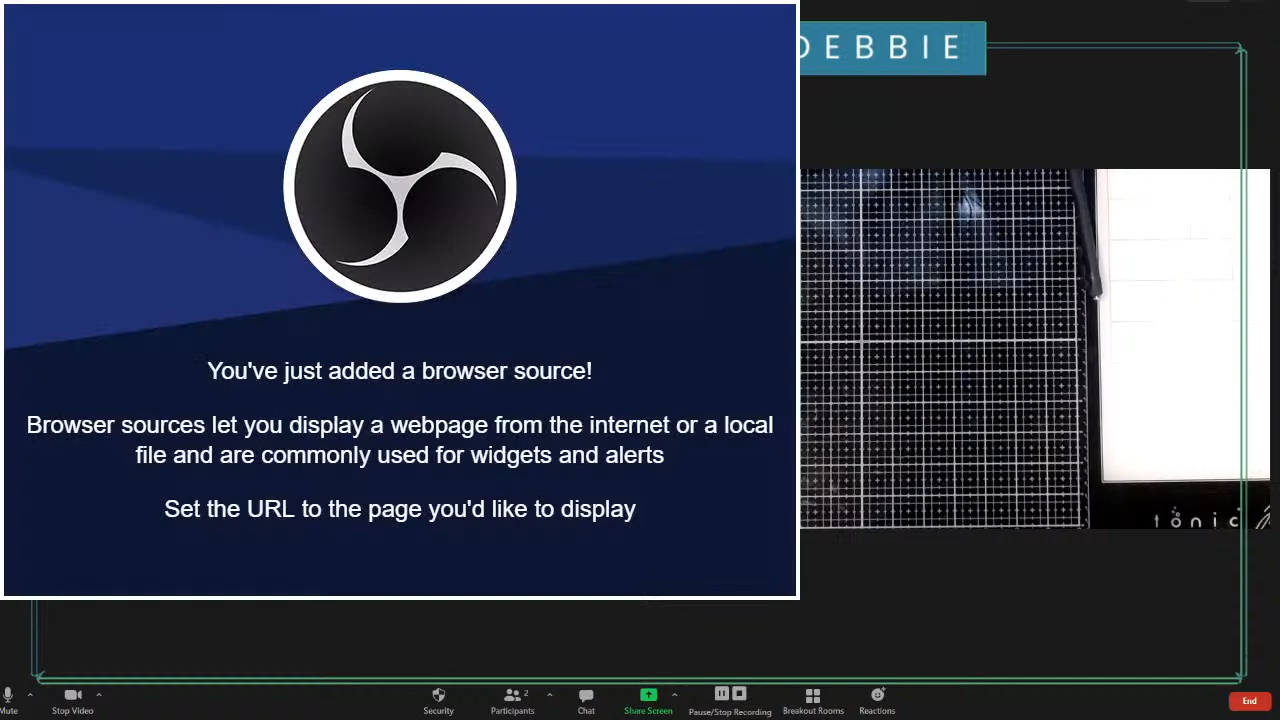 DEBBIE
You've just added a browser source!
Browser sources let you display a webpage from the internet or a local
file and are commonly used for widgets and alerts
Set the URL to the page you'd like to display
tonic
Mute
Stop Video
Security
Participants
2
Chat
Share Screen
Pause/Stop Recording
Breakout Rooms
Reactions
End